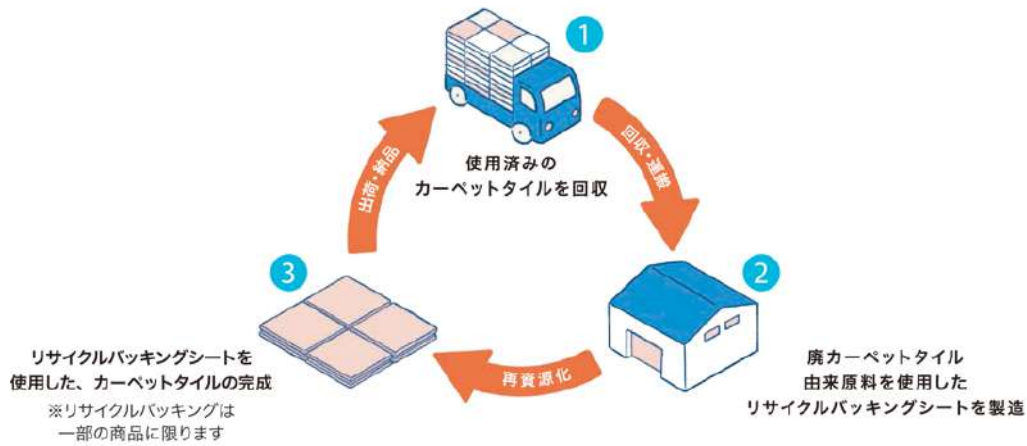 1
使用済みの
カーペットタイルを回収
回収・運搬
2
廃カーペットタイル
由来原料を使用した
リサイクルバッキングシートを製造
再資源化
3
リサイクルバッキングシートを
使用した、カーペットタイルの完成
※リサイクルバッキングは
一部の商品に限ります
出荷・納品